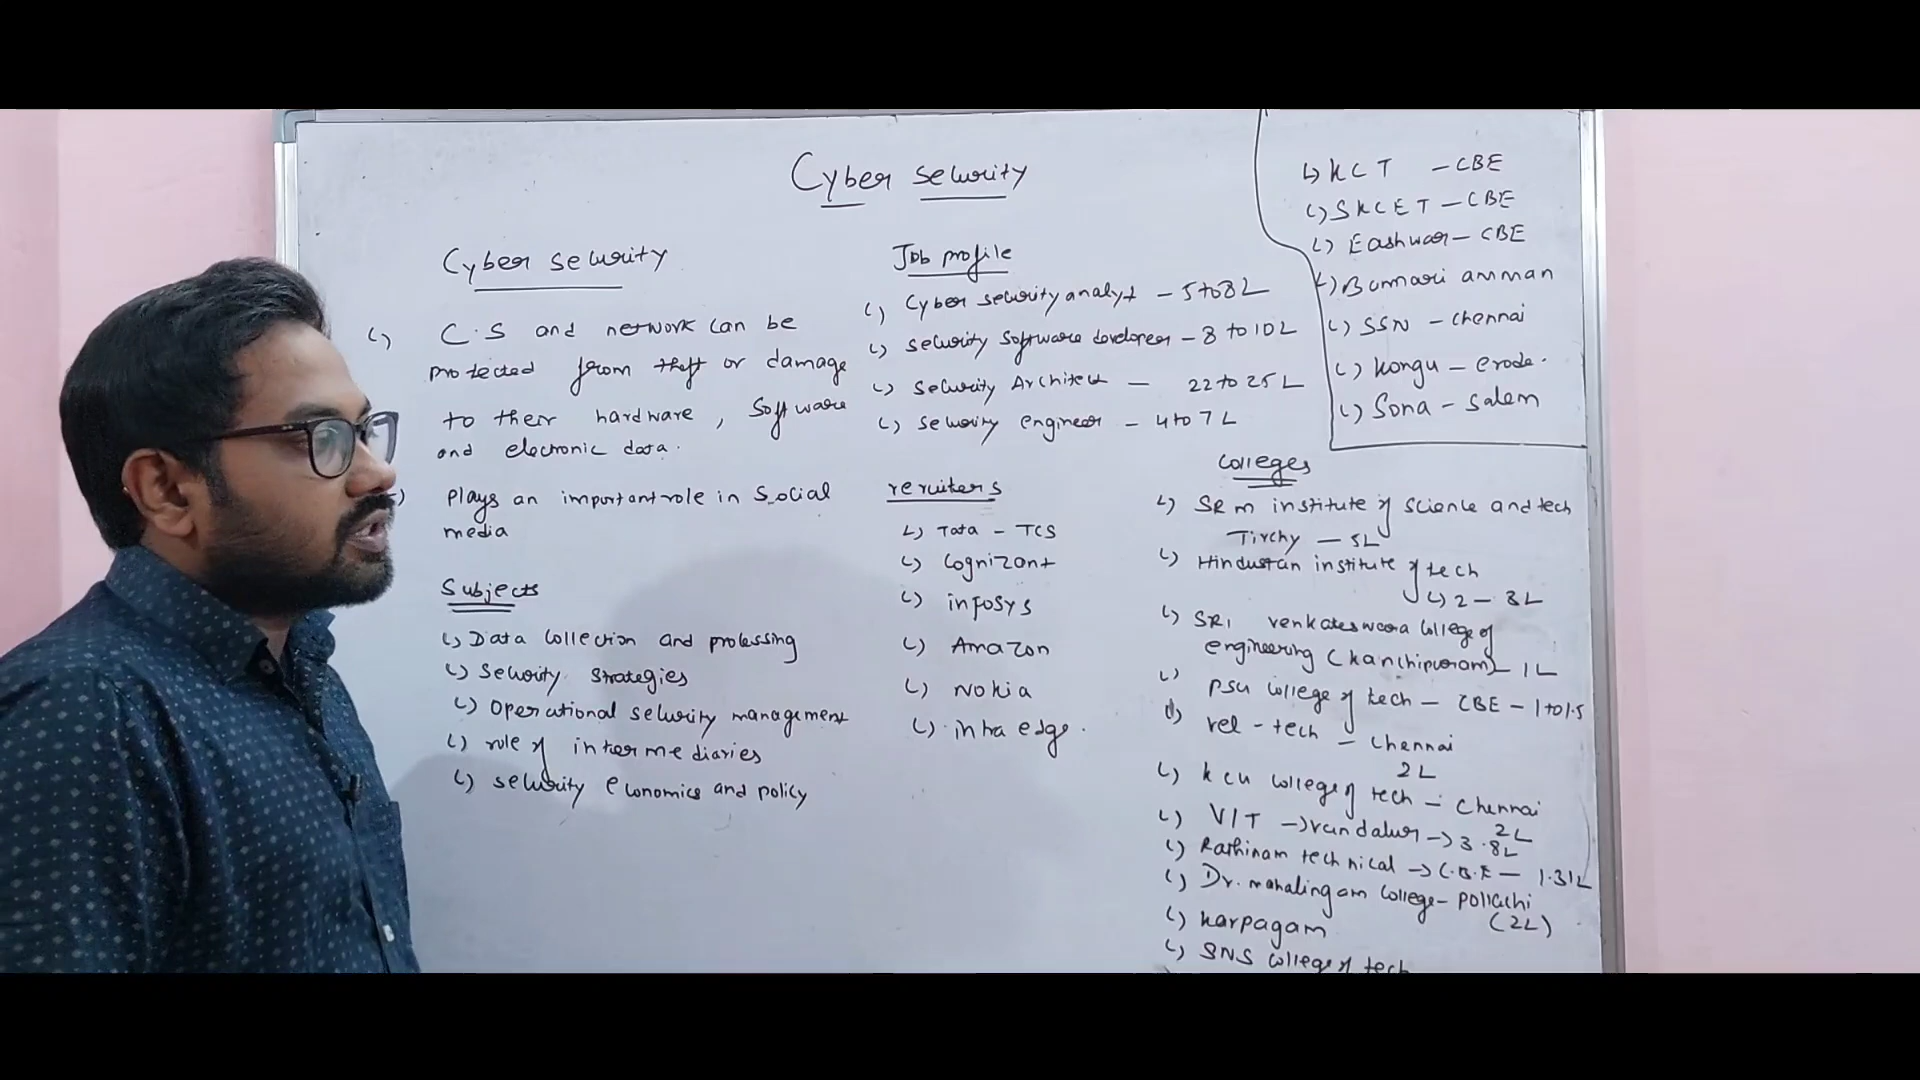 Cyber security
Cyber security
C.S and network can be
protected from theft or damage
to their hardware, Software
and electronic data.
plays an important role in Social
media
Subjects
Data collection and processing
Security Strategies
Operational security management
role of intermediaries
security economics and policy
Job profile
Cyber security analyt - 5 to 8 L
security software developer - 8 to 10 L
Security Architect - 22 to 25 L
Security engineer - 4 to 7 L
recruiters
Tata - TCS
Cognizant
infosys
Amazon
Nokia
intra edge.
KCT - CBE
SKCET - CBE
Eashwar - CBE
Bannari amman
SSN - chennai
kongu - erode.
Sona - Salem
Colleges
SRM institute of science and tech
Tirchy - 5L
Hindustan institute of tech
2 - 3L
SRI venkateswara college of
engineering (kanchipuram) - 1L
PSG college of tech - CBE - 1 to 1.5
vel - tech - chennai
2L
college of tech - Chennai
2L
VIT -> vandalur -> 3.8L
Rathinam technical -> C.B.E - 1.31L
Dr. mahalingam College - Pollachi
(2L)
karpagam
SNS college of tech